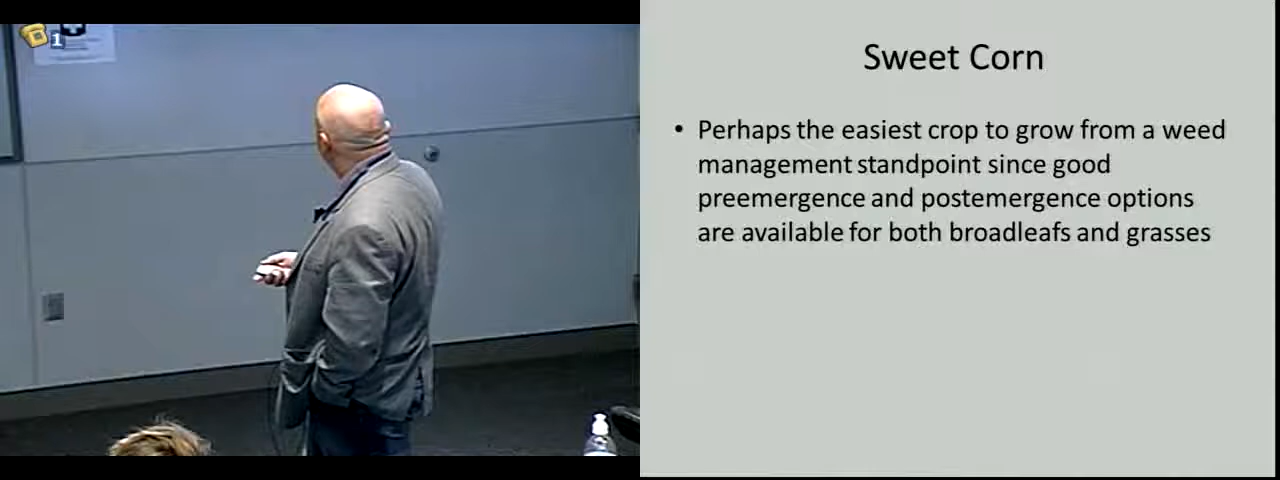 1
Sweet Corn
• Perhaps the easiest crop to grow from a weed
management standpoint since good
preemergence and postemergence options
are available for both broadleafs and grasses